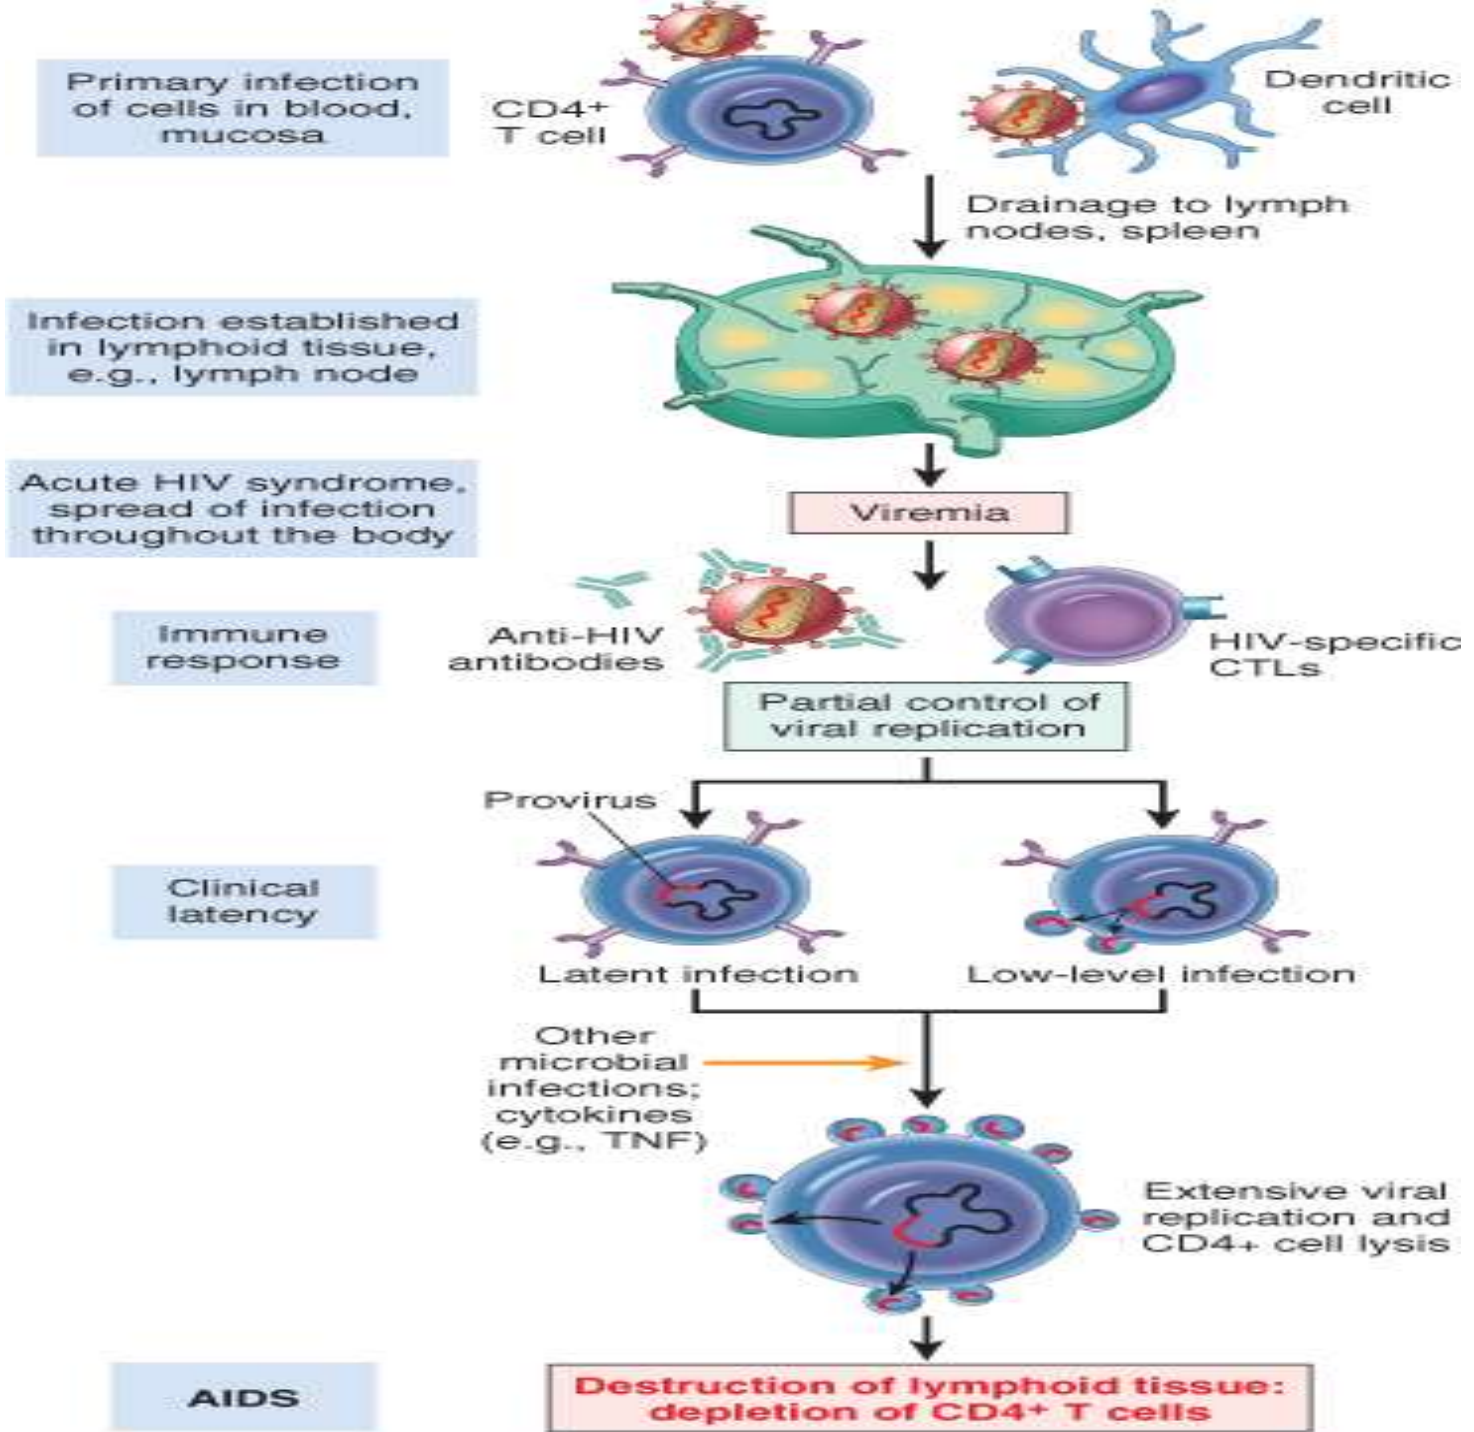 Primary infection
of cells in blood,
mucosa
CD4⁺
T cell
Dendritic
cell
Drainage to lymph
nodes, spleen
Infection established
in lymphoid tissue,
e.g., lymph node
Acute HIV syndrome,
spread of infection
throughout the body
Viremia
Immune
response
Anti-HIV
antibodies
HIV-specific
CTLs
Partial control of
viral replication
Provirus
Clinical
latency
Latent infection
Low-level infection
Other
microbial
infections;
cytokines
(e.g., TNF)
Extensive viral
replication and
CD4+ cell lysis
AIDS
Destruction of lymphoid tissue:
depletion of CD4⁺ T cells